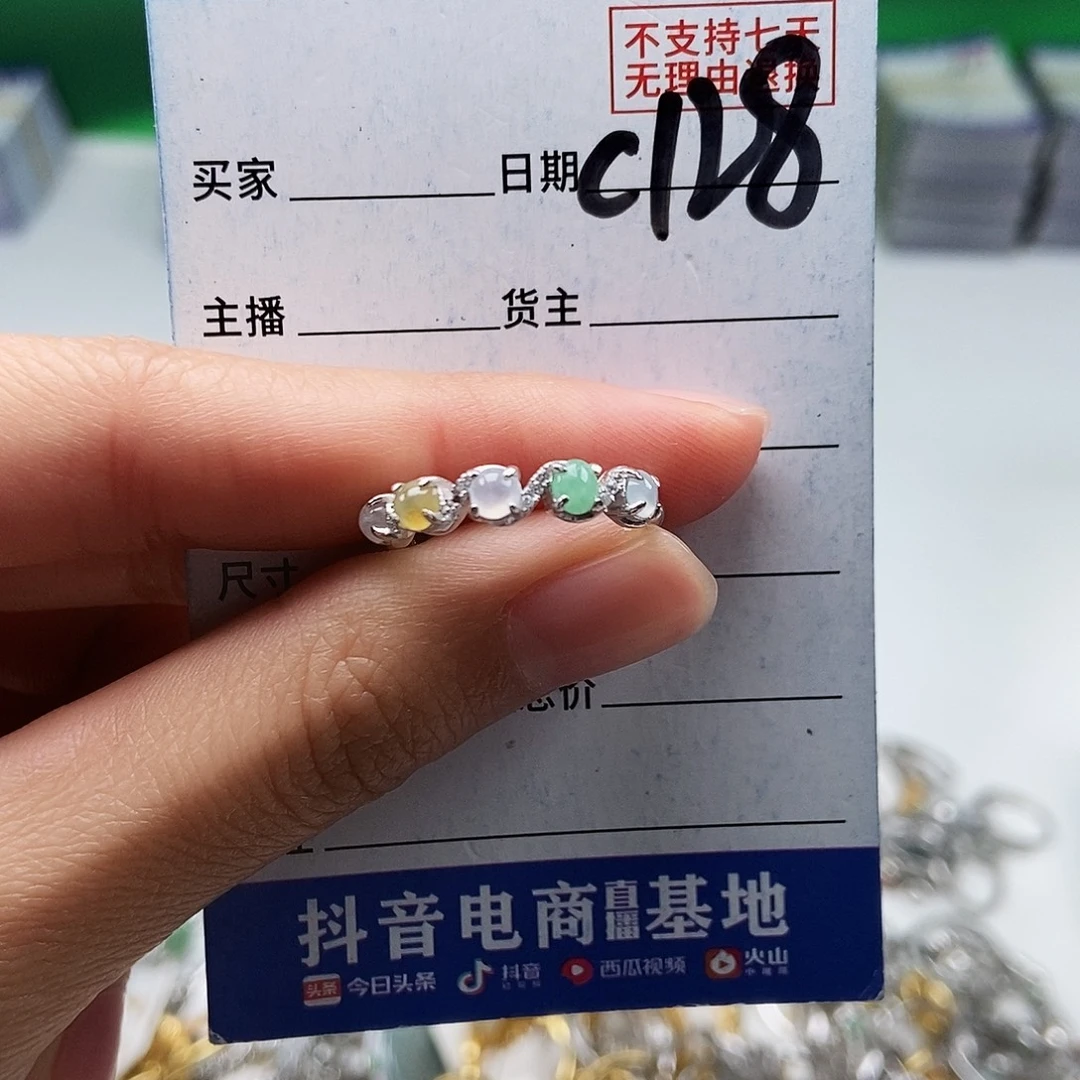 不支持七天
无理由退换
买家 日期 C128
主播 货主
尺寸
总价
抖音电商直播基地
头条 今日头条 抖音 西瓜视频 火山